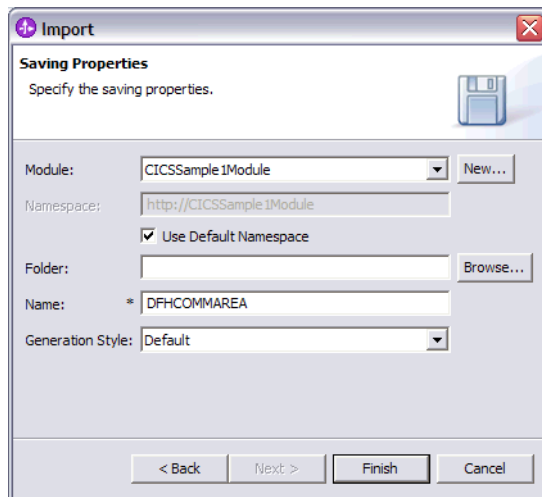 Import
Saving Properties
Specify the saving properties.
Module: CICSSample1Module New...
Namespace: http://CICSSample1Module
Use Default Namespace
Folder: Browse...
Name: * DFHCOMMAREA
Generation Style: Default
< Back Next > Finish Cancel